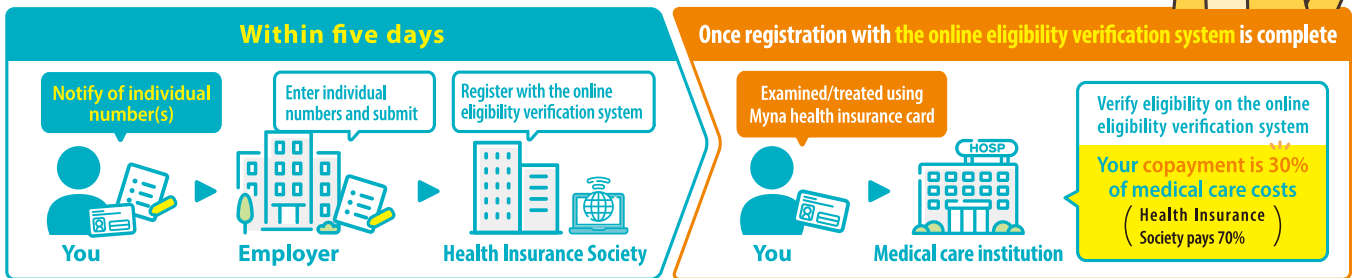 Within five days
Notify of individual
number(s)
Enter individual
numbers and submit
Register with the online
eligibility verification system
You
Employer
Health Insurance Society
Once registration with the online eligibility verification system is complete
Examined/treated using
Myna health insurance card
HOSP
You
Medical care institution
Verify eligibility on the online
eligibility verification system
Your copayment is 30%
of medical care costs
( Health Insurance
Society pays 70% )